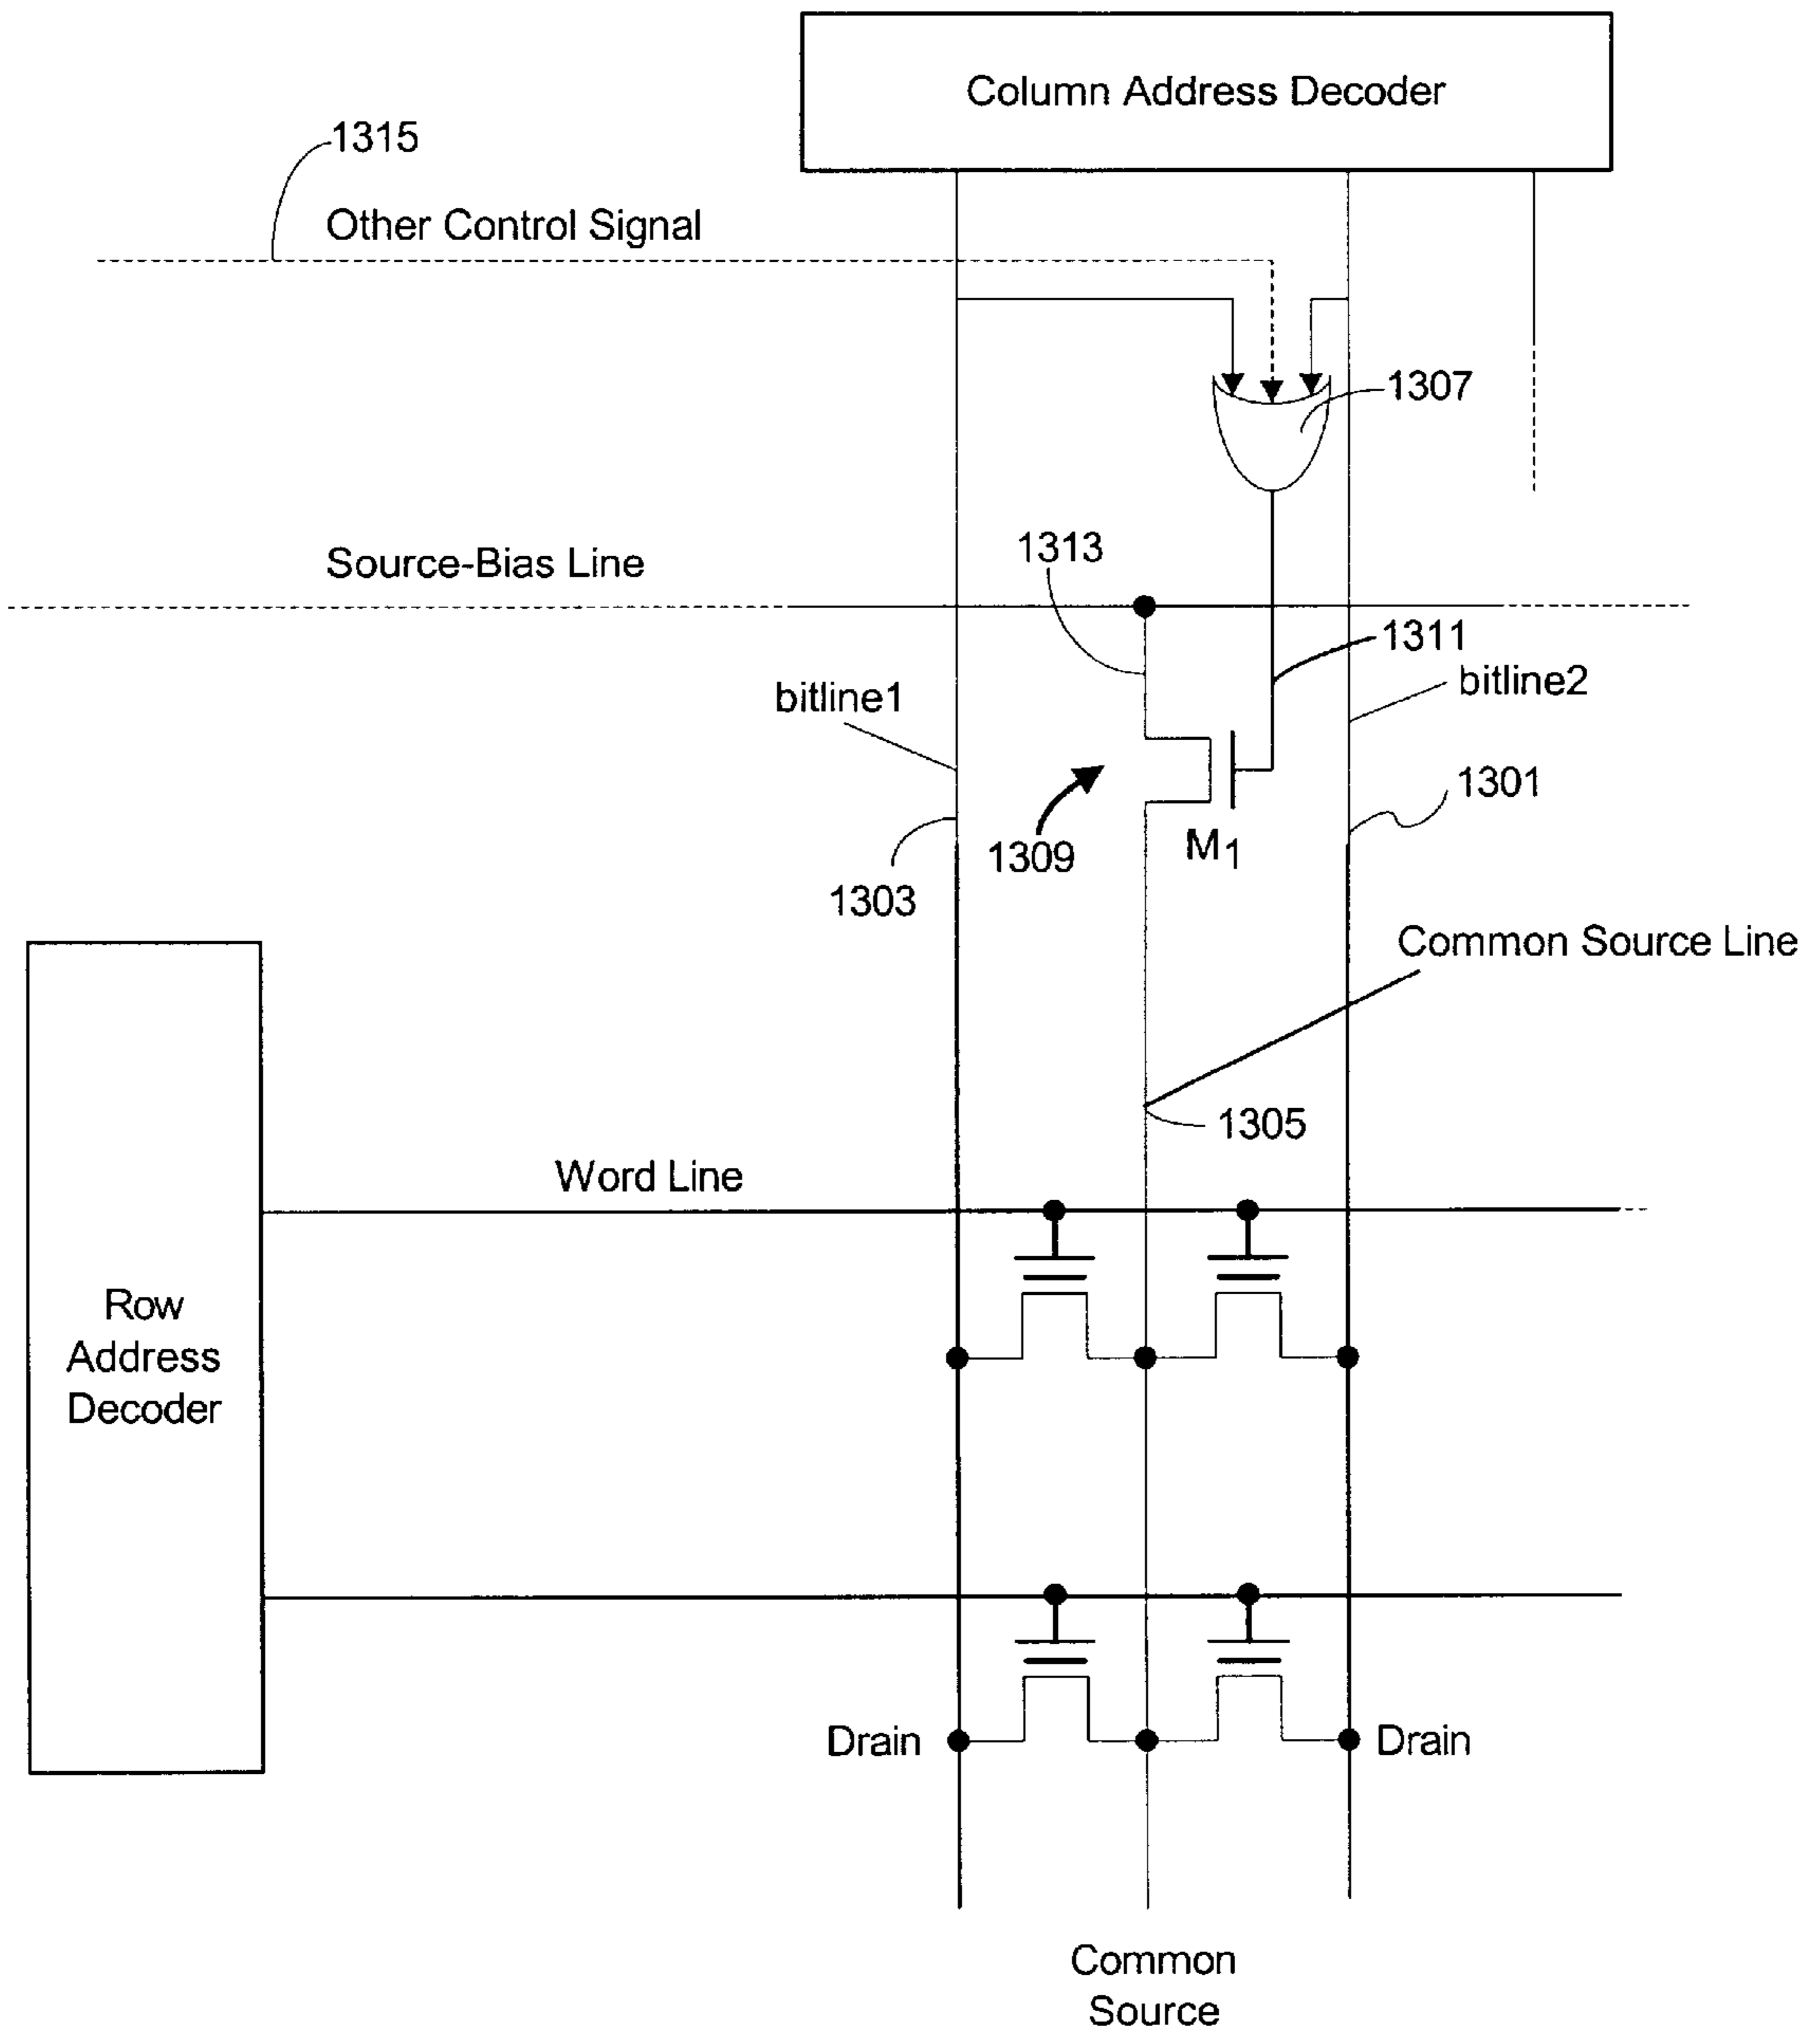 Column Address Decoder
1315
Other Control Signal
1307
Source-Bias Line
1313
1311
bitline1
bitline2
1301
1309
M1
1303
Common Source Line
1305
Word Line
Row
Address
Decoder
Drain
Drain
Common
Source